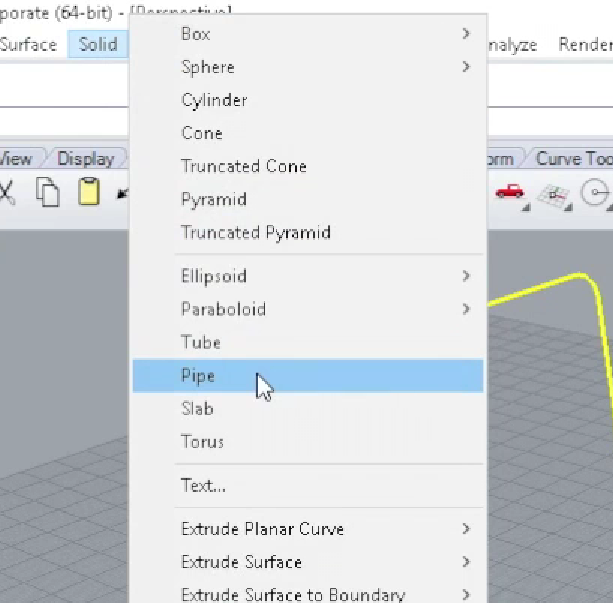 porate (64-bit) - [Perspective]
Surface Solid nalyze Render
View Display orm Curve Too
Box
Sphere
Cylinder
Cone
Truncated Cone
Pyramid
Truncated Pyramid
Ellipsoid
Paraboloid
Tube
Pipe
Slab
Torus
Text...
Extrude Planar Curve
Extrude Surface
Extrude Surface to Boundary